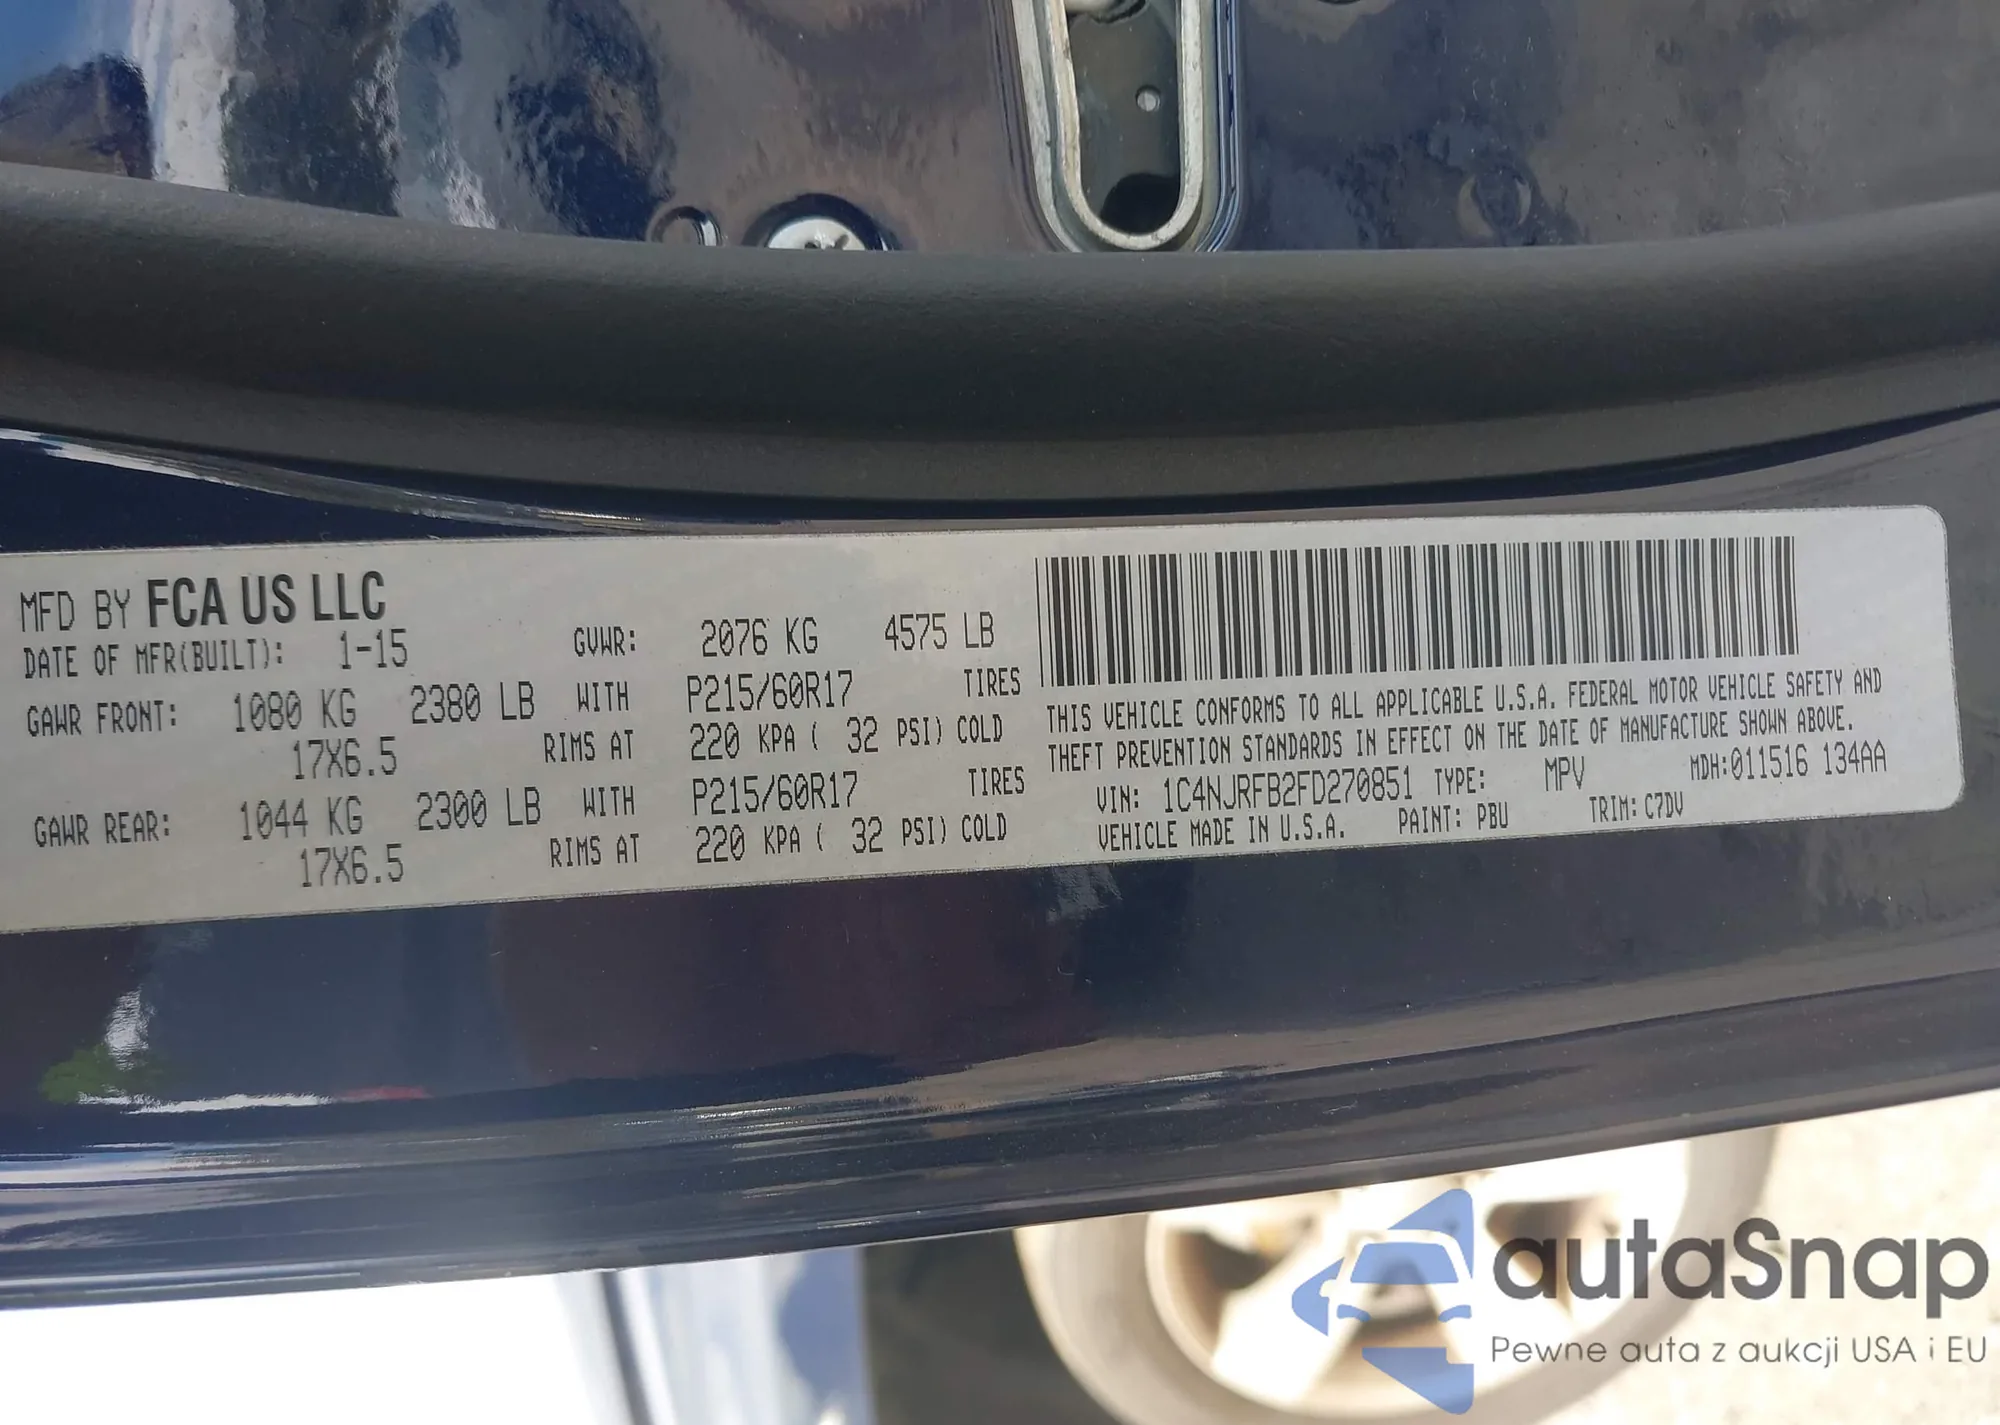 MFD BY FCA US LLC
DATE OF MFR(BUILT): 1-15 GVWR: 2076 KG 4575 LB
GAWR FRONT: 1080 KG 2380 LB WITH P215/60R17 TIRES
17X6.5 RIMS AT 220 KPA ( 32 PSI) COLD
GAWR REAR: 1044 KG 2300 LB WITH P215/60R17 TIRES
17X6.5 RIMS AT 220 KPA ( 32 PSI) COLD
THIS VEHICLE CONFORMS TO ALL APPLICABLE U.S.A. FEDERAL MOTOR VEHICLE SAFETY AND
THEFT PREVENTION STANDARDS IN EFFECT ON THE DATE OF MANUFACTURE SHOWN ABOVE.
VIN: 1C4NJRFB2FD270851 TYPE: MPV MDH:011516 134AA
VEHICLE MADE IN U.S.A. PAINT: PBU TRIM: C7DV
autaSnap
Pewne auta z aukcji USA i EU